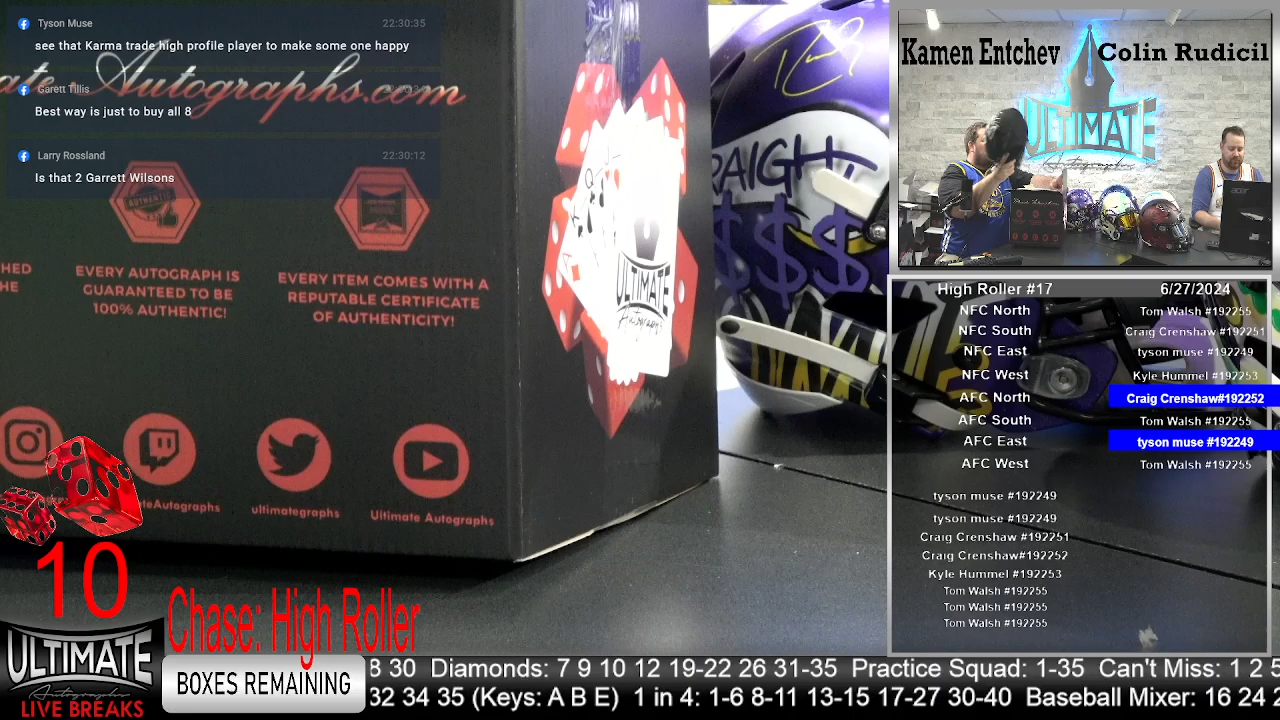 Tyson Muse 22:30:35
see that Karma trade high profile player to make some one happy
Garett Tillis
Best way is just to buy all 8
Larry Rossland 22:30:12
Is that 2 Garrett Wilsons
Autographs.com
EVERY AUTOGRAPH IS
GUARANTEED TO BE
100% AUTHENTIC!
EVERY ITEM COMES WITH A
REPUTABLE CERTIFICATE
OF AUTHENTICITY!
ultimategraphs
Ultimate Autographs
ULTIMATE
Autographs
RAIGHT
$$$
Kamen Entchev Colin Rudicil
ULTIMATE
acer
High Roller #17 6/27/2024
NFC North Tom Walsh #192255
NFC South Craig Crenshaw #192251
NFC East tyson muse #192249
NFC West Kyle Hummel #192253
AFC North Craig Crenshaw#192252
AFC South Tom Walsh #192255
AFC East tyson muse #192249
AFC West Tom Walsh #192255
tyson muse #192249
tyson muse #192249
Craig Crenshaw #192251
Craig Crenshaw#192252
Kyle Hummel #192253
Tom Walsh #192255
Tom Walsh #192255
Tom Walsh #192255
10
Chase: High Roller
BOXES REMAINING
ULTIMATE
Autographs
LIVE BREAKS
8 30 Diamonds: 7 9 10 12 19-22 26 31-35 Practice Squad: 1-35 Can't Miss: 1 2 5
32 34 35 (Keys: A B E) 1 in 4: 1-6 8-11 13-15 17-27 30-40 Baseball Mixer: 16 24 2